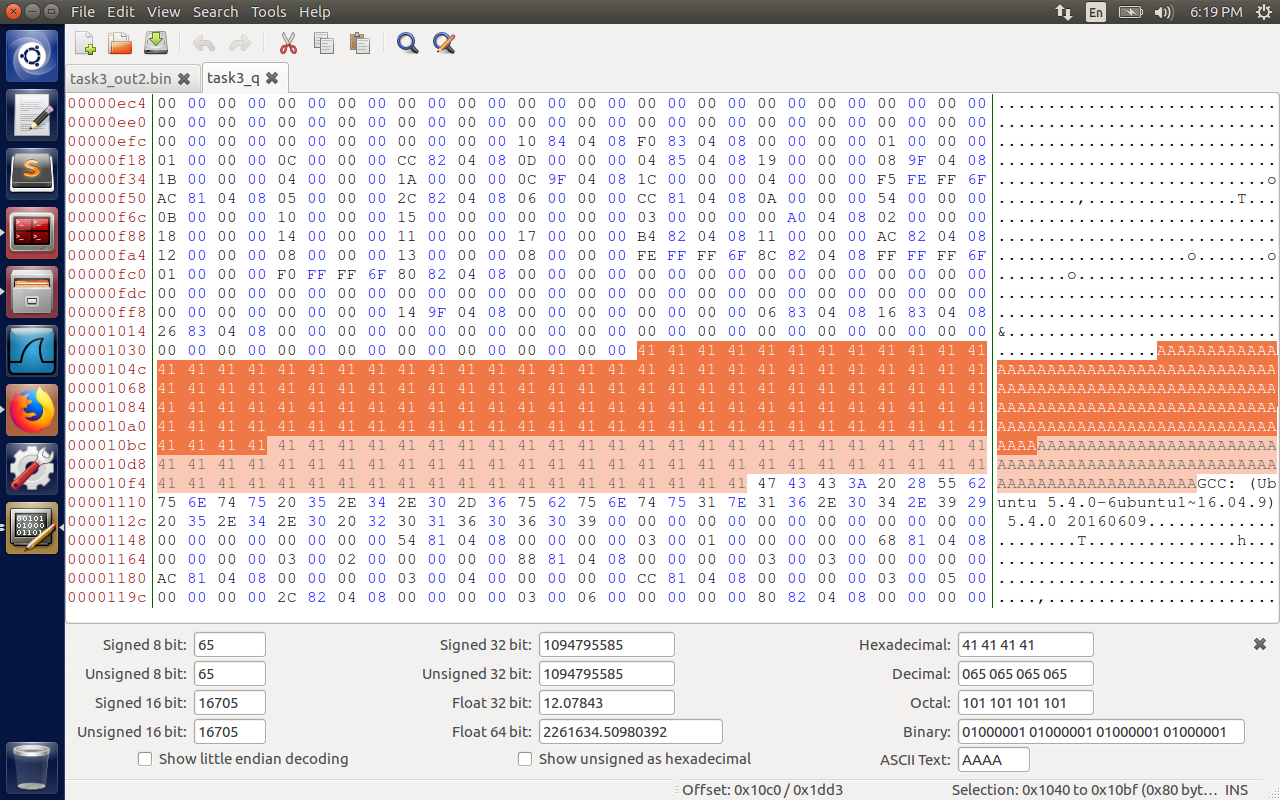 File Edit View Search Tools Help En 6:19 PM
task3_out2.bin task3_q
00000ec4 00 00 00 00 00 00 00 00 00 00 00 00 00 00 00 00 00 00 00 00 00 00 00 00 00 00 00 00 ............................
00000ee0 00 00 00 00 00 00 00 00 00 00 00 00 00 00 00 00 00 00 00 00 00 00 00 00 00 00 00 00 ............................
00000efc 00 00 00 00 00 00 00 00 00 00 00 00 10 84 04 08 F0 83 04 08 00 00 00 00 01 00 00 00 ............................
00000f18 01 00 00 00 0C 00 00 00 CC 82 04 08 0D 00 00 00 04 85 04 08 19 00 00 00 08 9F 04 08 ............................
00000f34 1B 00 00 00 04 00 00 00 1A 00 00 00 0C 9F 04 08 1C 00 00 00 04 00 00 00 F5 FE FF 6F ...........................o
00000f50 AC 81 04 08 05 00 00 00 2C 82 04 08 06 00 00 00 CC 81 04 08 0A 00 00 00 54 00 00 00 ........,...............T...
00000f6c 0B 00 00 00 10 00 00 00 15 00 00 00 00 00 00 00 03 00 00 00 00 A0 04 08 02 00 00 00 ............................
00000f88 18 00 00 00 14 00 00 00 11 00 00 00 17 00 00 00 B4 82 04 08 11 00 00 00 AC 82 04 08 ............................
00000fa4 12 00 00 00 08 00 00 00 13 00 00 00 08 00 00 00 FE FF FF 6F 8C 82 04 08 FF FF FF 6F ...................o.......o
00000fc0 01 00 00 00 F0 FF FF 6F 80 82 04 08 00 00 00 00 00 00 00 00 00 00 00 00 00 00 00 00 .......o....................
00000fdc 00 00 00 00 00 00 00 00 00 00 00 00 00 00 00 00 00 00 00 00 00 00 00 00 00 00 00 00 ............................
00000ff8 00 00 00 00 00 00 00 00 14 9F 04 08 00 00 00 00 00 00 00 00 06 83 04 08 16 83 04 08 ............................
00001014 26 83 04 08 00 00 00 00 00 00 00 00 00 00 00 00 00 00 00 00 00 00 00 00 00 00 00 00 &...........................
00001030 00 00 00 00 00 00 00 00 00 00 00 00 00 00 00 00 41 41 41 41 41 41 41 41 41 41 41 41 ................AAAAAAAAAAAA
0000104c 41 41 41 41 41 41 41 41 41 41 41 41 41 41 41 41 41 41 41 41 41 41 41 41 41 41 41 41 AAAAAAAAAAAAAAAAAAAAAAAAAAAA
00001068 41 41 41 41 41 41 41 41 41 41 41 41 41 41 41 41 41 41 41 41 41 41 41 41 41 41 41 41 AAAAAAAAAAAAAAAAAAAAAAAAAAAA
00001084 41 41 41 41 41 41 41 41 41 41 41 41 41 41 41 41 41 41 41 41 41 41 41 41 41 41 41 41 AAAAAAAAAAAAAAAAAAAAAAAAAAAA
000010a0 41 41 41 41 41 41 41 41 41 41 41 41 41 41 41 41 41 41 41 41 41 41 41 41 41 41 41 41 AAAAAAAAAAAAAAAAAAAAAAAAAAAA
000010bc 41 41 41 41 41 41 41 41 41 41 41 41 41 41 41 41 41 41 41 41 41 41 41 41 41 41 41 41 AAAAAAAAAAAAAAAAAAAAAAAAAAAA
000010d8 41 41 41 41 41 41 41 41 41 41 41 41 41 41 41 41 41 41 41 41 41 41 41 41 41 41 41 41 AAAAAAAAAAAAAAAAAAAAAAAAAAAA
000010f4 41 41 41 41 41 41 41 41 41 41 41 41 41 41 41 41 41 41 41 41 47 43 43 3A 20 28 55 62 AAAAAAAAAAAAAAAAAAAAGCC: (Ub
00001110 75 6E 74 75 20 35 2E 34 2E 30 2D 36 75 62 75 6E 74 75 31 7E 31 36 2E 30 34 2E 39 29 untu 5.4.0-6ubuntu1~16.04.9)
0000112c 20 35 2E 34 2E 30 20 32 30 31 36 30 36 30 39 00 00 00 00 00 00 00 00 00 00 00 00 00 5.4.0 20160609.............
00001148 00 00 00 00 00 00 00 00 54 81 04 08 00 00 00 00 03 00 01 00 00 00 00 00 68 81 04 08 ........T...............h...
00001164 00 00 00 00 03 00 02 00 00 00 00 00 88 81 04 08 00 00 00 00 03 00 03 00 00 00 00 00 ............................
00001180 AC 81 04 08 00 00 00 00 03 00 04 00 00 00 00 00 CC 81 04 08 00 00 00 00 03 00 05 00 ............................
0000119c 00 00 00 00 2C 82 04 08 00 00 00 00 03 00 06 00 00 00 00 00 80 82 04 08 00 00 00 00 ....,.......................
Signed 8 bit: 65 Signed 32 bit: 1094795585 Hexadecimal: 41 41 41 41
Unsigned 8 bit: 65 Unsigned 32 bit: 1094795585 Decimal: 065 065 065 065
Signed 16 bit: 16705 Float 32 bit: 12.07843 Octal: 101 101 101 101
Unsigned 16 bit: 16705 Float 64 bit: 2261634.50980392 Binary: 01000001 01000001 01000001 01000001
Show little endian decoding Show unsigned as hexadecimal ASCII Text: AAAA
Offset: 0x10c0 / 0x1dd3 Selection: 0x1040 to 0x10bf (0x80 byt... INS